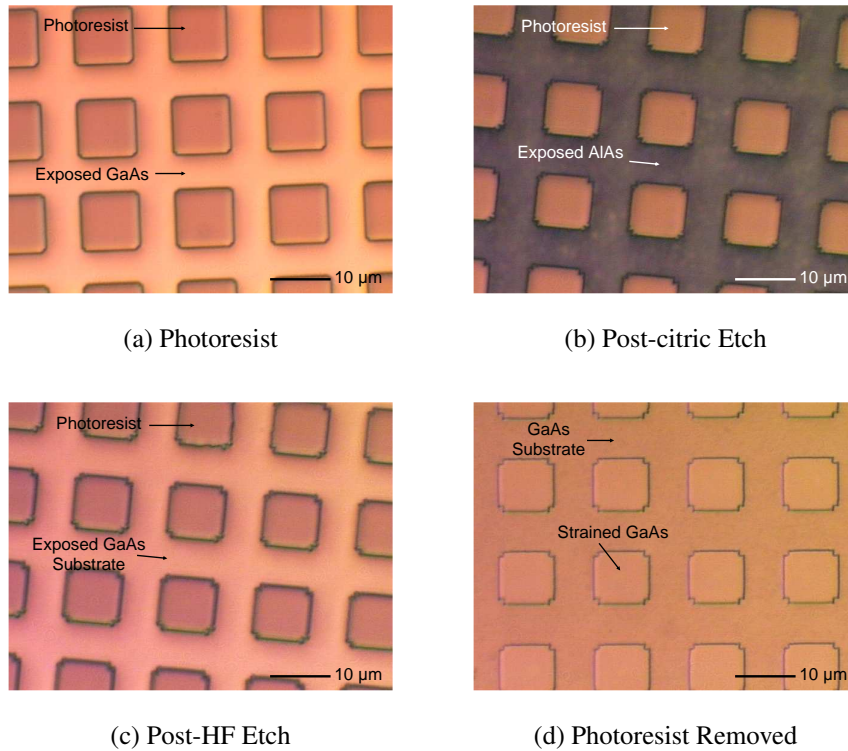 Photoresist
Exposed GaAs
10 µm
(a) Photoresist
Photoresist
Exposed AlAs
10 µm
(b) Post-citric Etch
Photoresist
Exposed GaAs
Substrate
10 µm
(c) Post-HF Etch
GaAs
Substrate
Strained GaAs
10 µm
(d) Photoresist Removed